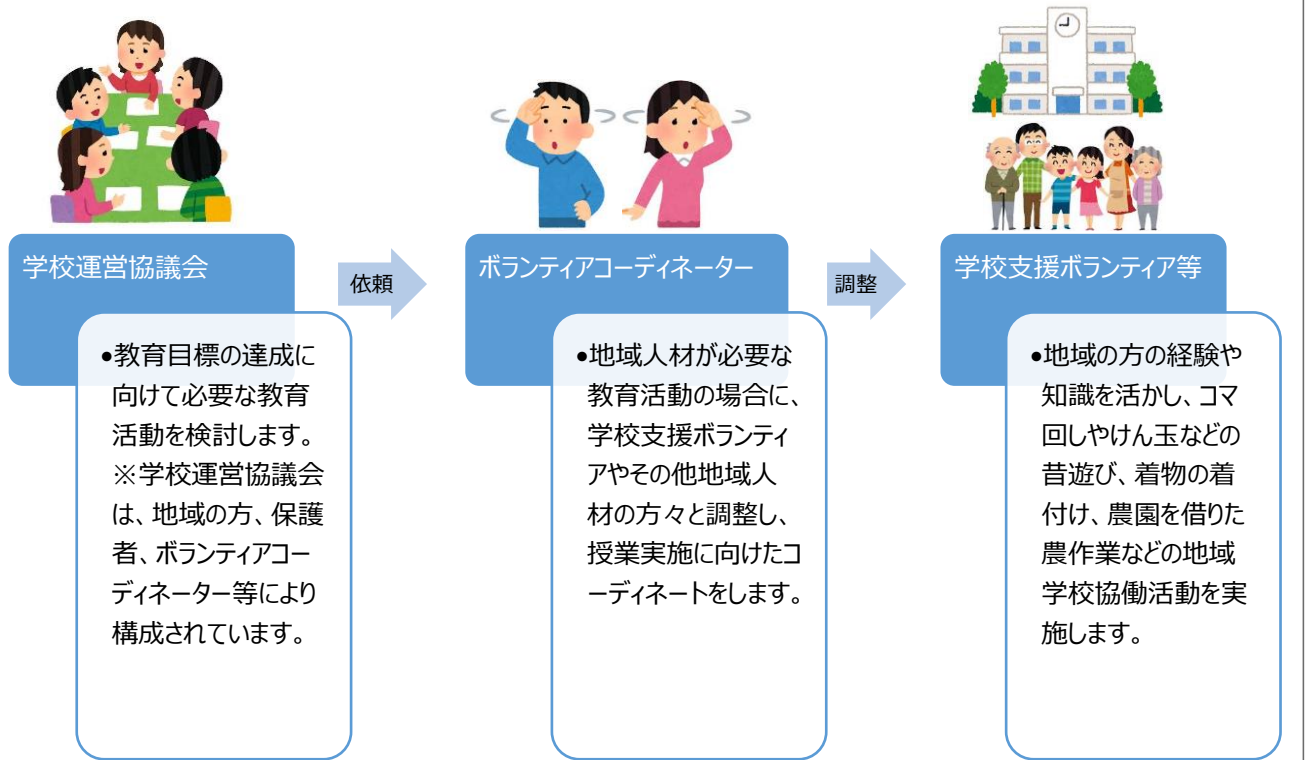 学校運営協議会
•教育目標の達成に
向けて必要な教育
活動を検討します。
※学校運営協議会
は、地域の方、保護
者、ボランティアコー
ディネーター等により
構成されています。
依頼
ボランティアコーディネーター
•地域人材が必要な
教育活動の場合に、
学校支援ボランティ
アやその他地域人
材の方々と調整し、
授業実施に向けたコ
ーディネートをします。
調整
学校支援ボランティア等
•地域の方の経験や
知識を活かし、コマ
回しやけん玉などの
昔遊び、着物の着
付け、農園を借りた
農作業などの地域
学校協働活動を実
施します。